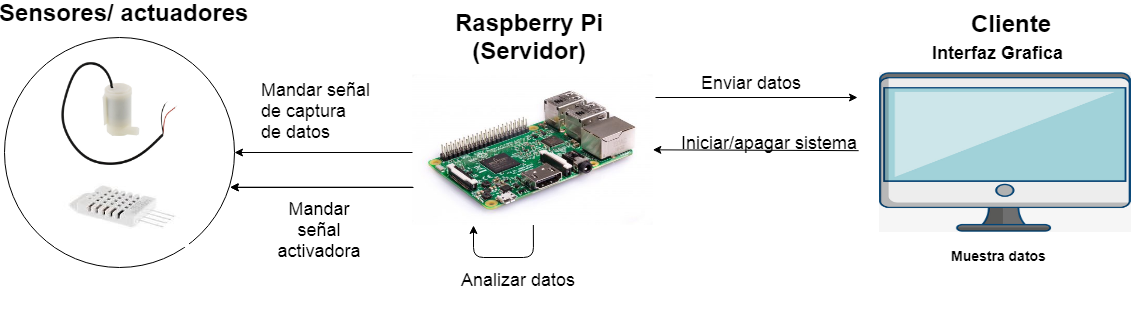 Sensores/ actuadores
Raspberry Pi
(Servidor)
Cliente
Interfaz Grafica
Mandar señal
de captura
de datos
Enviar datos
Iniciar/apagar sistema
Mandar
señal
activadora
Analizar datos
Muestra datos